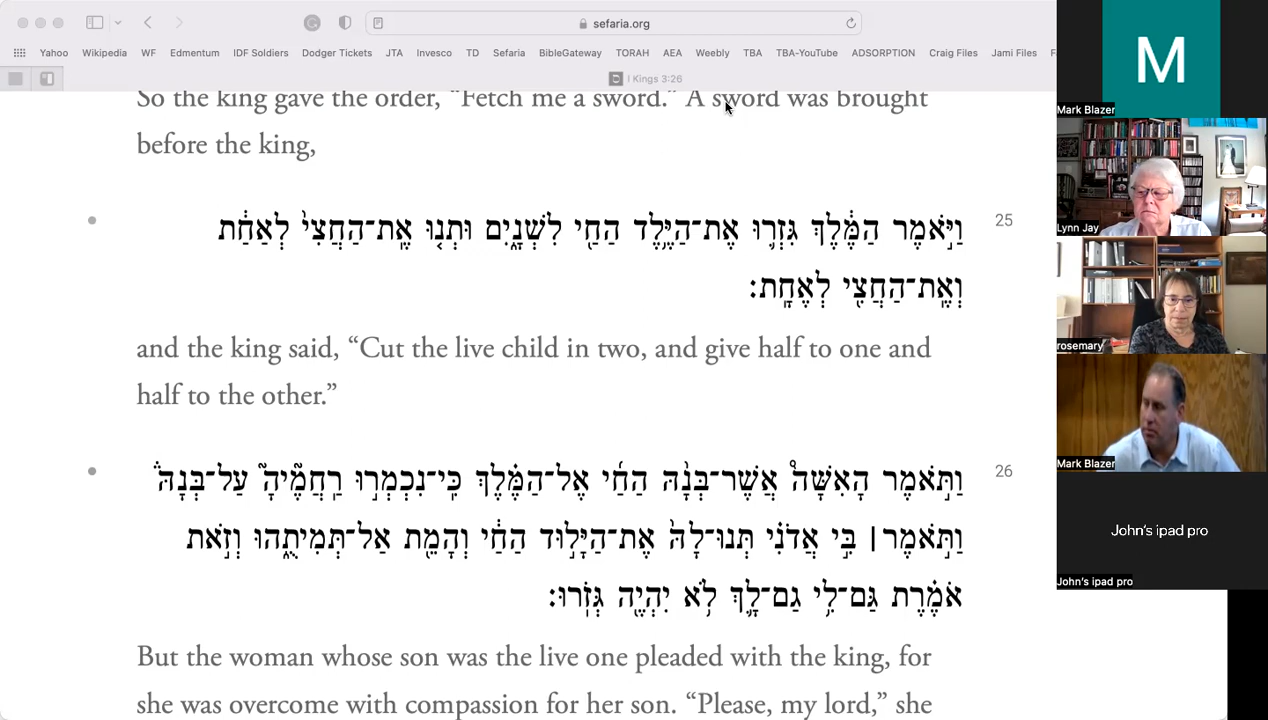 sefaria.org
Yahoo Wikipedia WF Edmentum IDF Soldiers Dodger Tickets JTA Invesco TD Sefaria BibleGateway TORAH AEA Weebly TBA TBA-YouTube ADSORPTION Craig Files Jami Files
I Kings 3:26
So the king gave the order, “Fetch me a sword.” A sword was brought
before the king,
25
וַיֹּ֣אמֶר הַמֶּ֔לֶךְ גִּזְר֛וּ אֶת־הַיֶּ֥לֶד הַחַ֖י לִשְׁנָ֑יִם וּתְנ֤וּ אֶֽת־הַחֲצִי֙ לְאַחַ֔ת
וְאֶֽת־הַחֲצִ֖י לְאֶחָֽת׃
and the king said, “Cut the live child in two, and give half to one and
half to the other.”
26
וַתֹּ֣אמֶר הָאִשָּׁה֩ אֲשֶׁר־בְּנָ֨הּ הַחַ֜י אֶל־הַמֶּ֗לֶךְ כִּֽי־נִכְמְר֣וּ רַחֲמֶ֘יהָ֮ עַל־בְּנָהּ֒
וַתֹּ֣אמֶר ׀ בִּ֣י אֲדֹנִ֗י תְּנוּ־לָהּ֙ אֶת־הַיָּל֣וּד הַחַ֔י וְהָמֵ֖ת אַל־תְּמִיתֻ֑הוּ וְזֹ֣את
אֹמֶ֗רֶת גַּם־לִ֥י גַם־לָ֛ךְ לֹ֥א יִהְיֶ֖ה גְּזֹֽרוּ׃
But the woman whose son was the live one pleaded with the king, for
she was overcome with compassion for her son. “Please, my lord,” she
M
Mark Blazer
Lynn Jay
rosemary
Mark Blazer
John's ipad pro
John's ipad pro